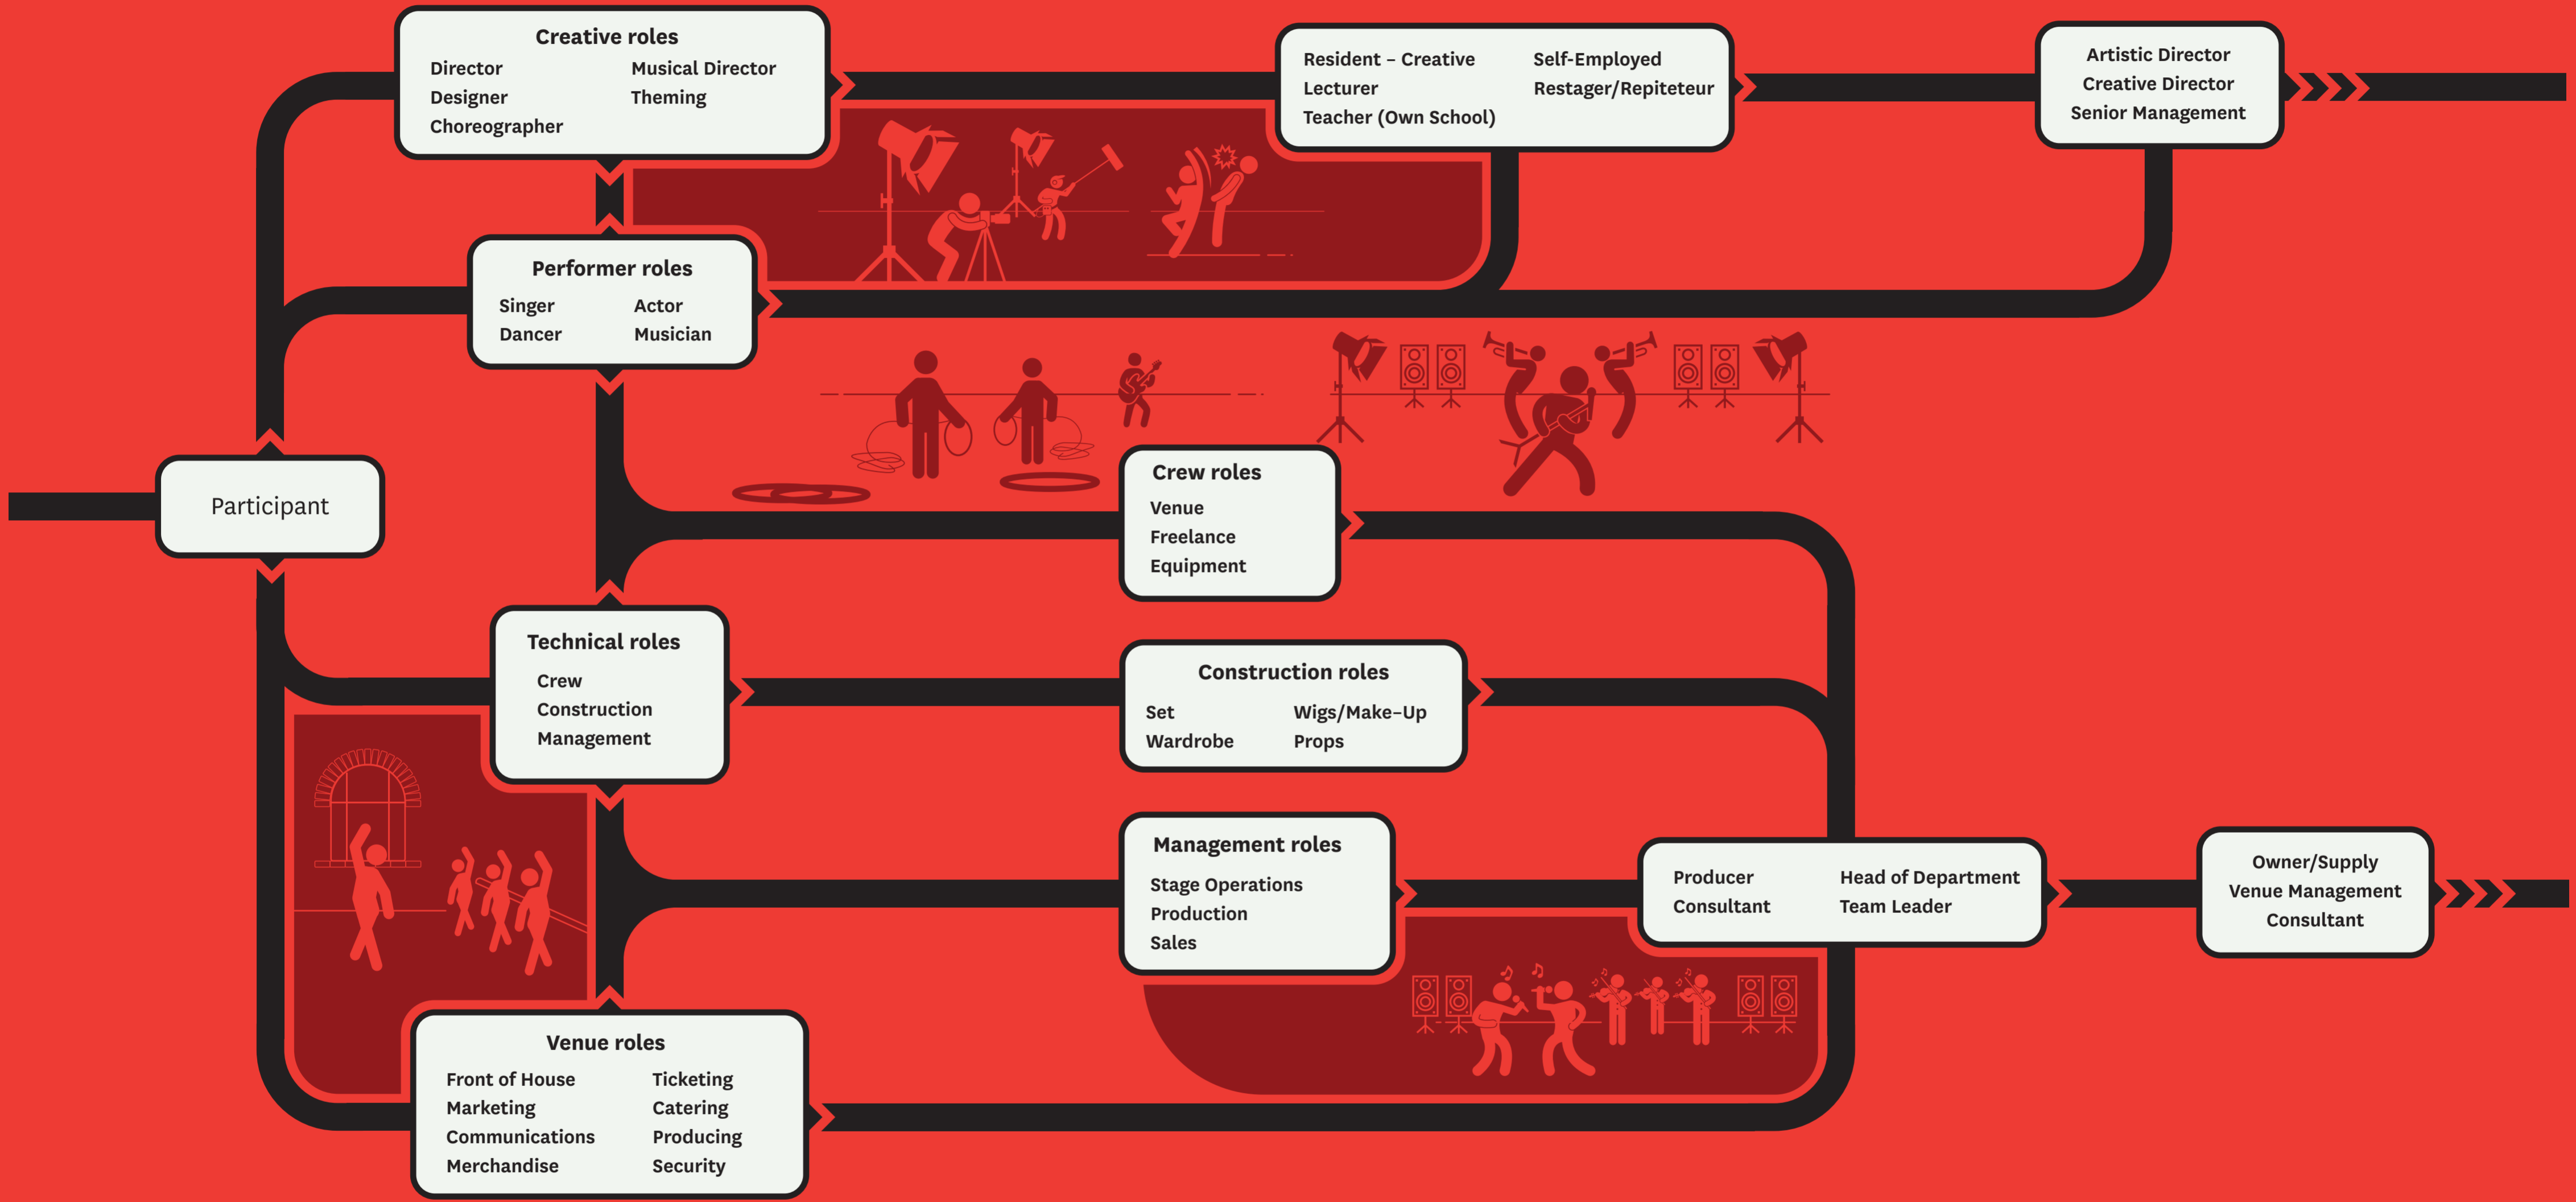 Creative roles
Director
Designer
Choreographer
Musical Director
Theming
Resident – Creative
Lecturer
Teacher (Own School)
Self-Employed
Restager/Repiteteur
Artistic Director
Creative Director
Senior Management
Performer roles
Singer
Dancer
Actor
Musician
Participant
Crew roles
Venue
Freelance
Equipment
Technical roles
Crew
Construction
Management
Construction roles
Set
Wardrobe
Wigs/Make–Up
Props
Management roles
Stage Operations
Production
Sales
Producer
Consultant
Head of Department
Team Leader
Owner/Supply
Venue Management
Consultant
Venue roles
Front of House
Marketing
Communications
Merchandise
Ticketing
Catering
Producing
Security